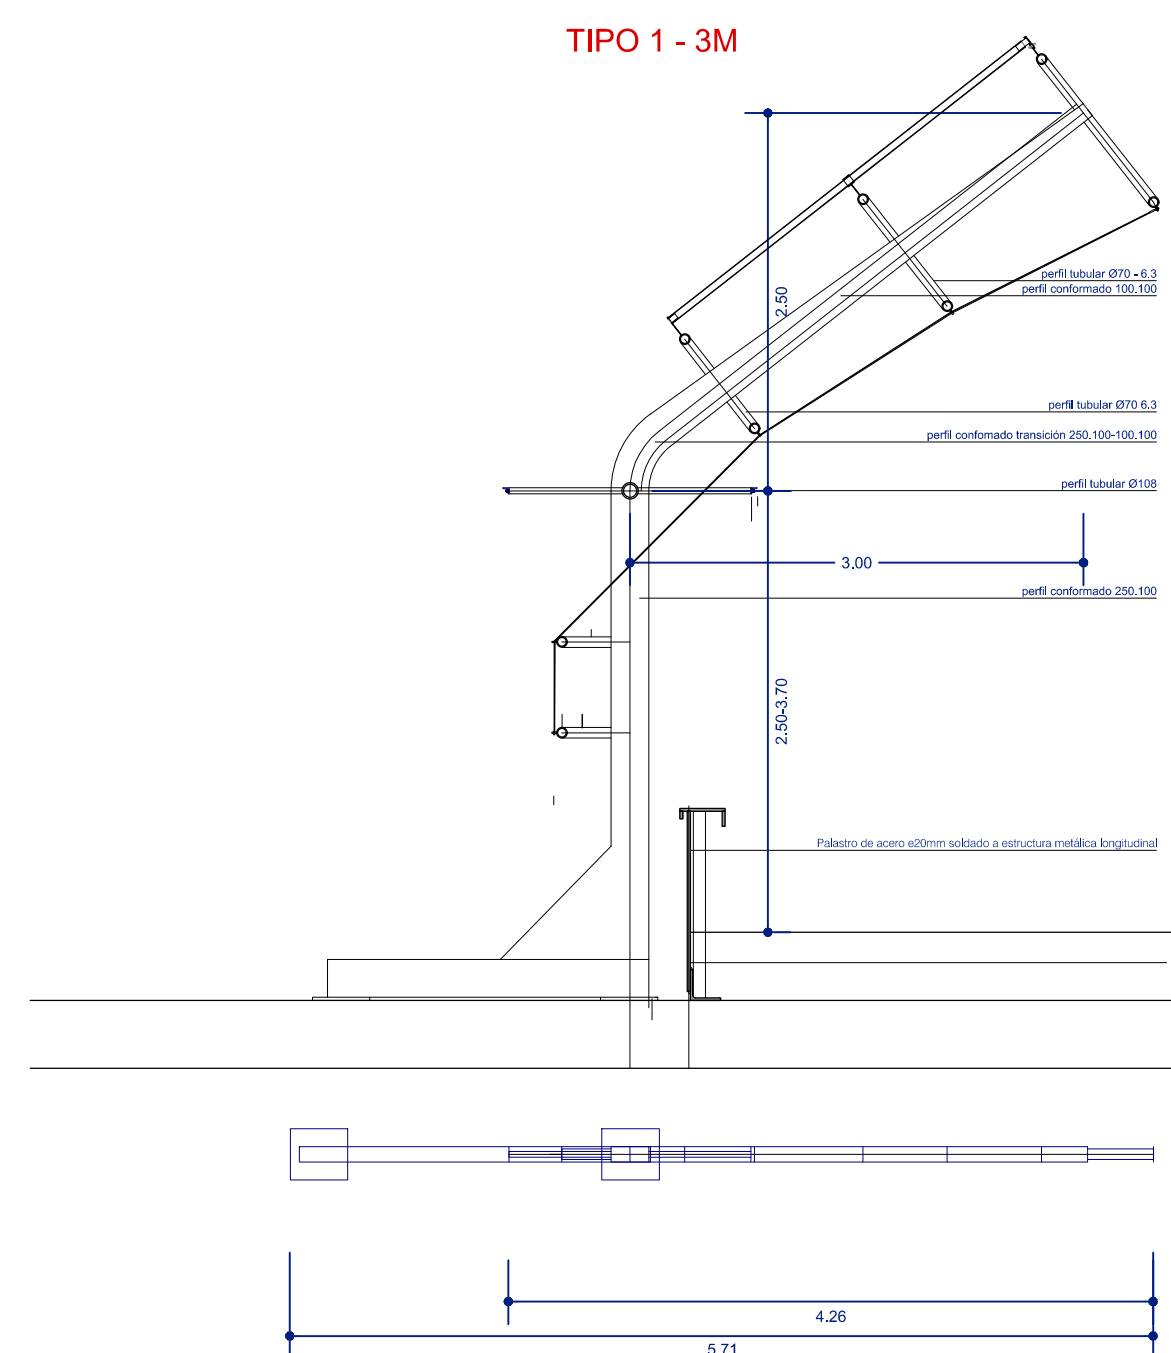 TIPO 1 - 3M
perfil tubular Ø70 - 6.3
perfil conformado 100.100
2.50
perfil tubular Ø70 6.3
perfil confomado transición 250.100-100.100
perfil tubular Ø108
3.00
perfil conformado 250.100
2.50-3.70
Palastro de acero e20mm soldado a estructura metálica longitudinal
4.26
5.71